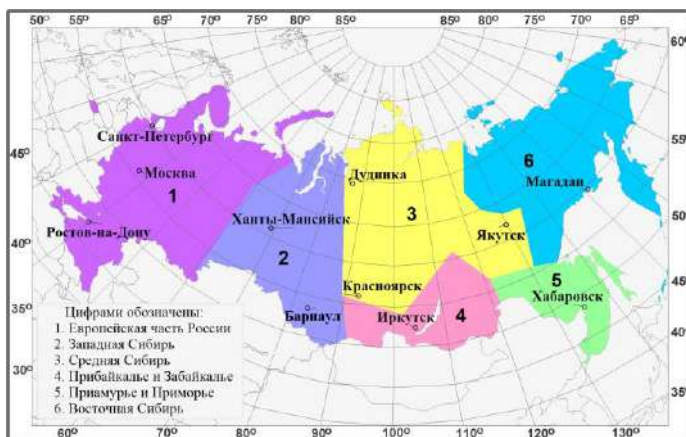 50° 55° 60° 65° 70° 75° 80° 85° 85° 80° 75° 70° 65°
60°
Санкт-Петербург
6
55°
45°
Дудинка
Москва
Магадан
1
3
50°
Ханты-Мансийск
Ростов-на-Дону
Якутск
40°
2
5
45°
Красноярск
Хабаровск
35°
Барнаул
Иркутск
4
40°
30°
35°
Цифрами обозначены:
1. Европейская часть России
2. Западная Сибирь
3. Средняя Сибирь
4 Прибайкалье и Забайкалье
5 Приамурье и Приморье
6. Восточная Сибирь
60° 70° 80° 90° 100° 110° 120° 130°